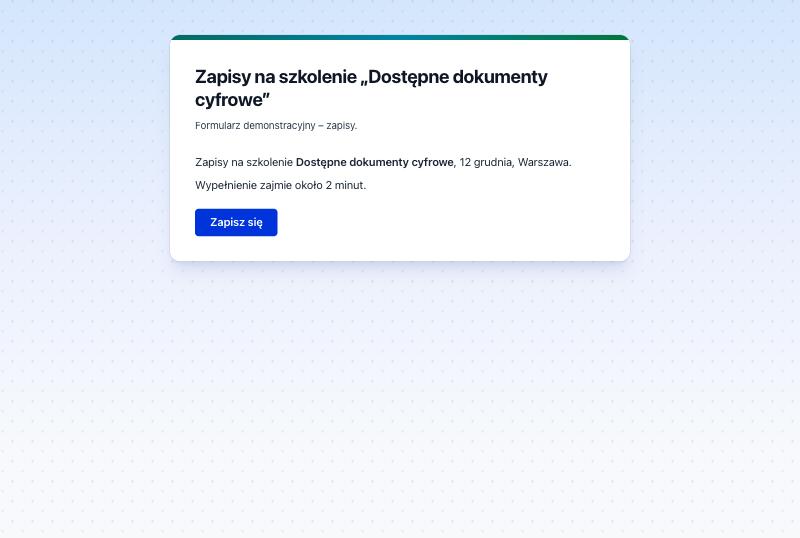 Zapisy na szkolenie „Dostępne dokumenty
cyfrowe”
Formularz demonstracyjny – zapisy.
Zapisy na szkolenie Dostępne dokumenty cyfrowe, 12 grudnia, Warszawa.
Wypełnienie zajmie około 2 minut.
Zapisz się